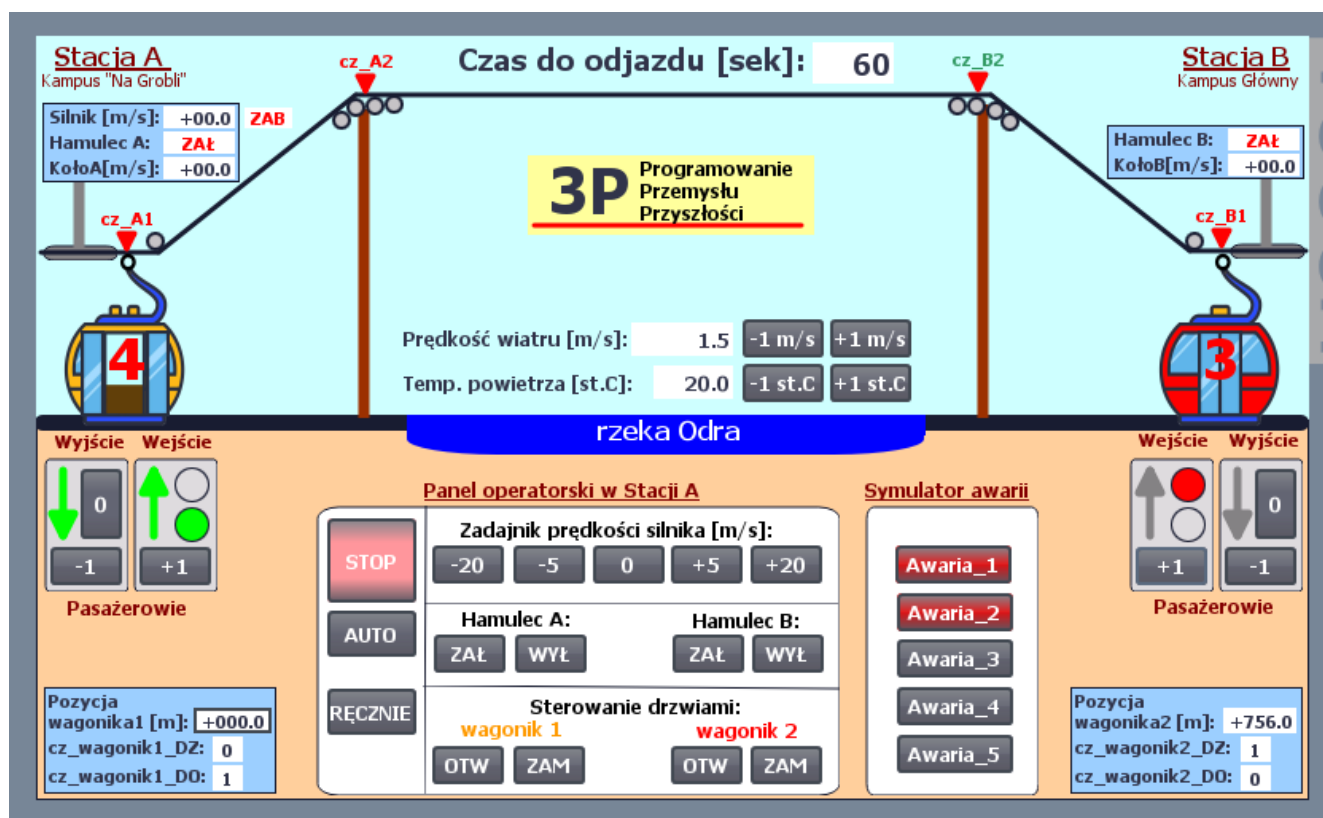 Stacja A
Kampus "Na Grobli"
cz_A2
Czas do odjazdu [sek]: 60
cz_B2
Stacja B
Kampus Główny
Silnik [m/s]: +00.0 ZAB
Hamulec A: ZAŁ
KołoA[m/s]: +00.0
Hamulec B: ZAŁ
KołoB[m/s]: +00.0
3P
Programowanie
Przemysłu
Przyszłości
cz_A1
cz_B1
4
3
Prędkość wiatru [m/s]: 1.5 -1 m/s +1 m/s
Temp. powietrza [st.C]: 20.0 -1 st.C +1 st.C
rzeka Odra
Wyjście Wejście
0
-1 +1
Pasażerowie
Wejście Wyjście
0
+1 -1
Pasażerowie
Panel operatorski w Stacji A
STOP
AUTO
RĘCZNIE
Zadajnik prędkości silnika [m/s]:
-20 -5 0 +5 +20
Hamulec A: Hamulec B:
ZAŁ WYŁ ZAŁ WYŁ
Sterowanie drzwiami:
wagonik 1 wagonik 2
OTW ZAM OTW ZAM
Symulator awarii
Awaria_1
Awaria_2
Awaria_3
Awaria_4
Awaria_5
Pozycja
wagonika1 [m]: +000.0
cz_wagonik1_DZ: 0
cz_wagonik1_DO: 1
Pozycja
wagonika2 [m]: +756.0
cz_wagonik2_DZ: 1
cz_wagonik2_DO: 0